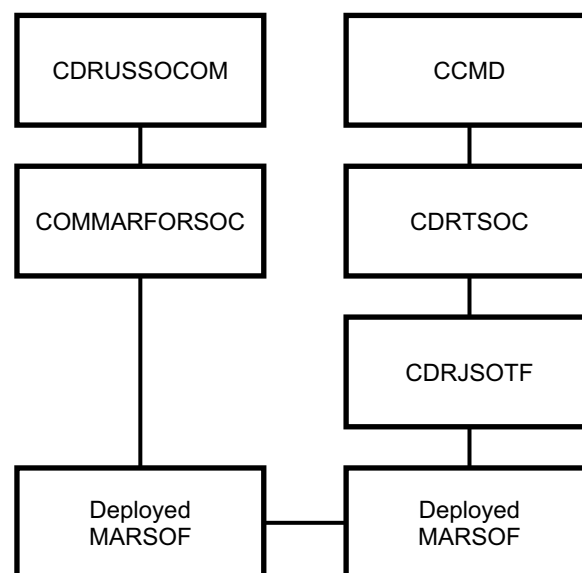 CDRUSSOCOM
CCMD
COMMARFORSOC
CDRTSOC
CDRJSOTF
Deployed
MARSOF
Deployed
MARSOF